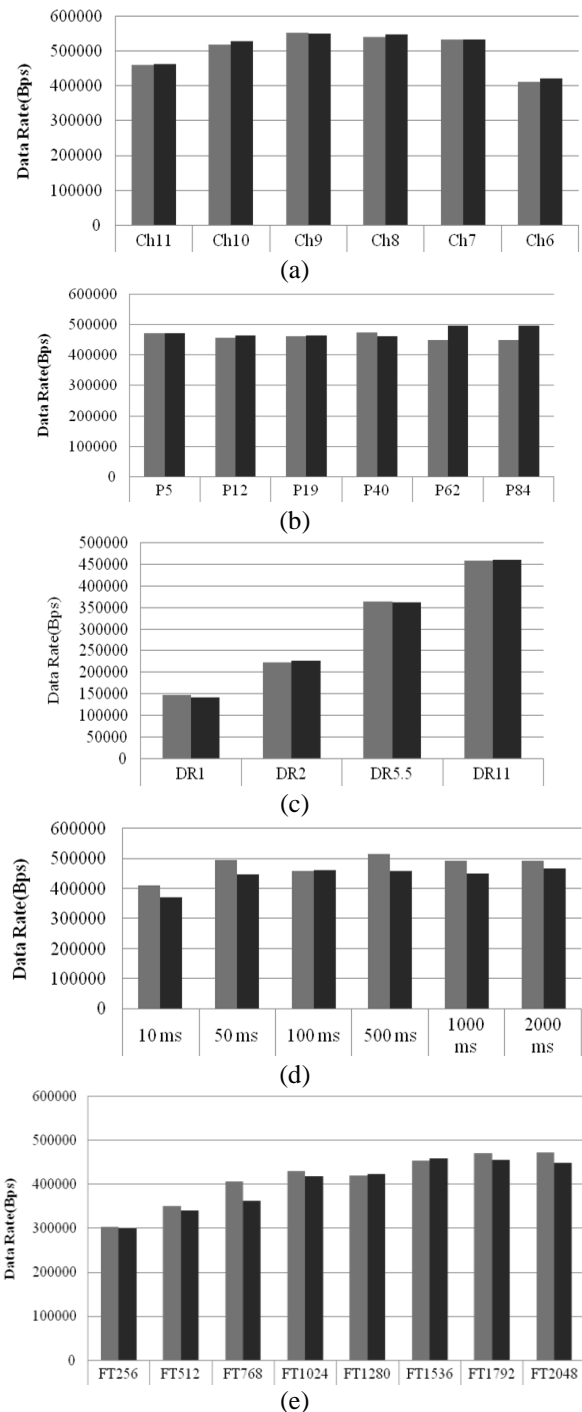 600000
500000
400000
300000
200000
100000
0
Data Rate(Bps)
Ch11 Ch10 Ch9 Ch8 Ch7 Ch6
(a)
600000
500000
400000
300000
200000
100000
0
Data Rate(Bps)
P5 P12 P19 P40 P62 P84
(b)
500000
450000
400000
350000
300000
250000
200000
150000
100000
50000
0
Data Rate(Bps)
DR1 DR2 DR5.5 DR11
(c)
600000
500000
400000
300000
200000
100000
0
Data Rate(Bps)
10 ms 50 ms 100 ms 500 ms 1000 ms 2000 ms
(d)
600000
500000
400000
300000
200000
100000
0
Data Rate(Bps)
FT256 FT512 FT768 FT1024 FT1280 FT1536 FT1792 FT2048
(e)